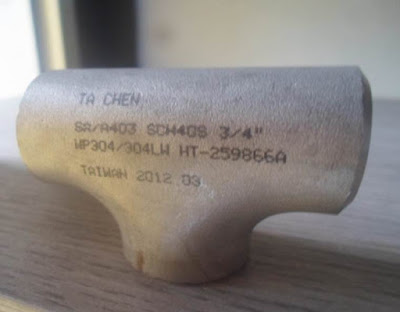 TA CHEN
SA/A403 SCH40S 3/4"
WP304/304LW HT-259866A
TAIWAN 2012.03